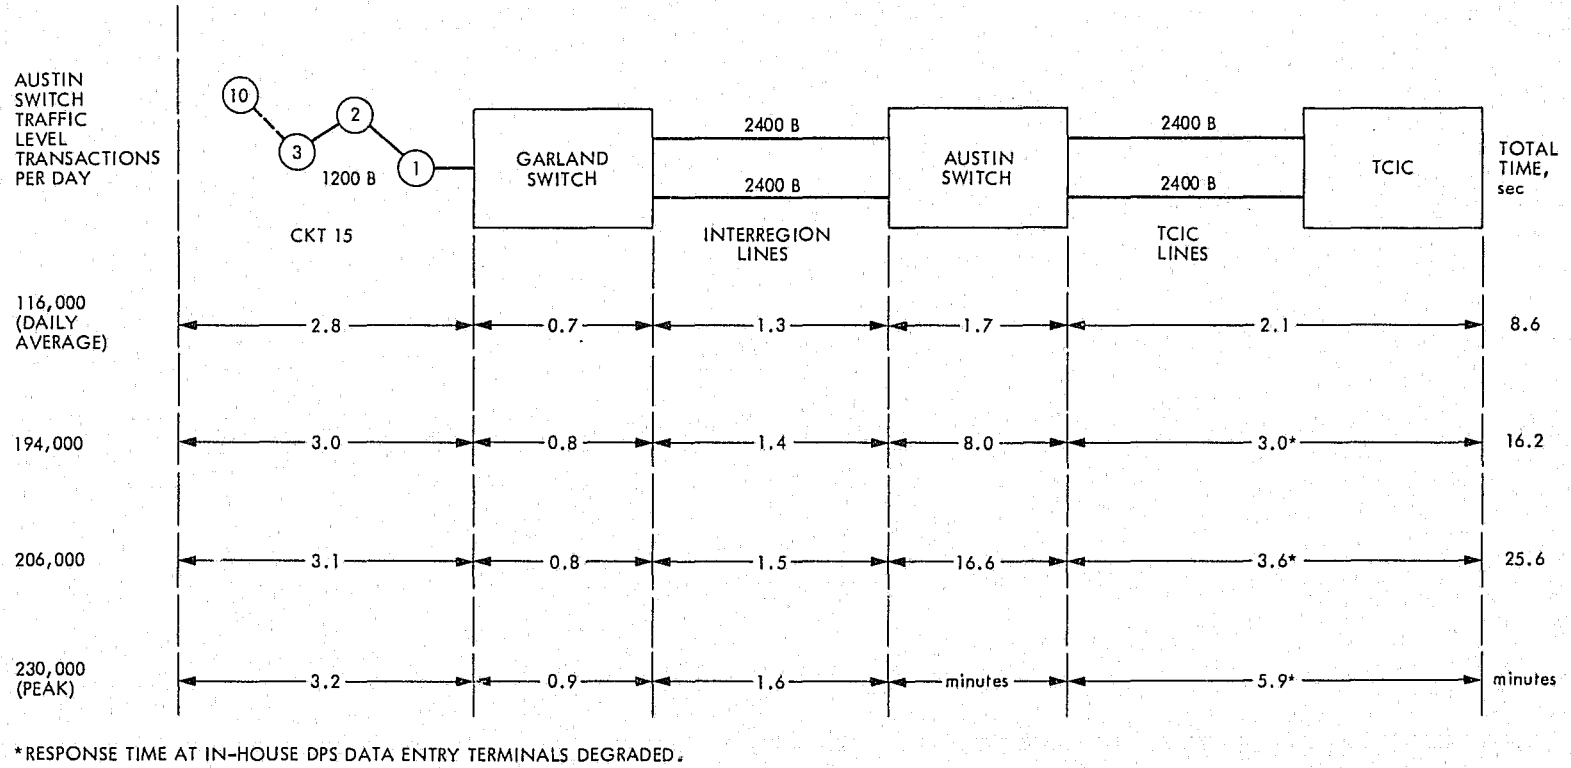 AUSTIN
SWITCH
TRAFFIC
LEVEL
TRANSACTIONS
PER DAY
10
2
3
1
1200 B
CKT 15
GARLAND
SWITCH
2400 B
2400 B
INTERREGION
LINES
AUSTIN
SWITCH
2400 B
2400 B
TCIC
LINES
TCIC
TOTAL
TIME,
sec
116,000
(DAILY
AVERAGE)
2.8 0.7 1.3 1.7 2.1 8.6
194,000 3.0 0.8 1.4 8.0 3.0* 16.2
206,000 3.1 0.8 1.5 16.6 3.6* 25.6
230,000
(PEAK)
3.2 0.9 1.6 minutes 5.9* minutes
*RESPONSE TIME AT IN-HOUSE DPS DATA ENTRY TERMINALS DEGRADED.